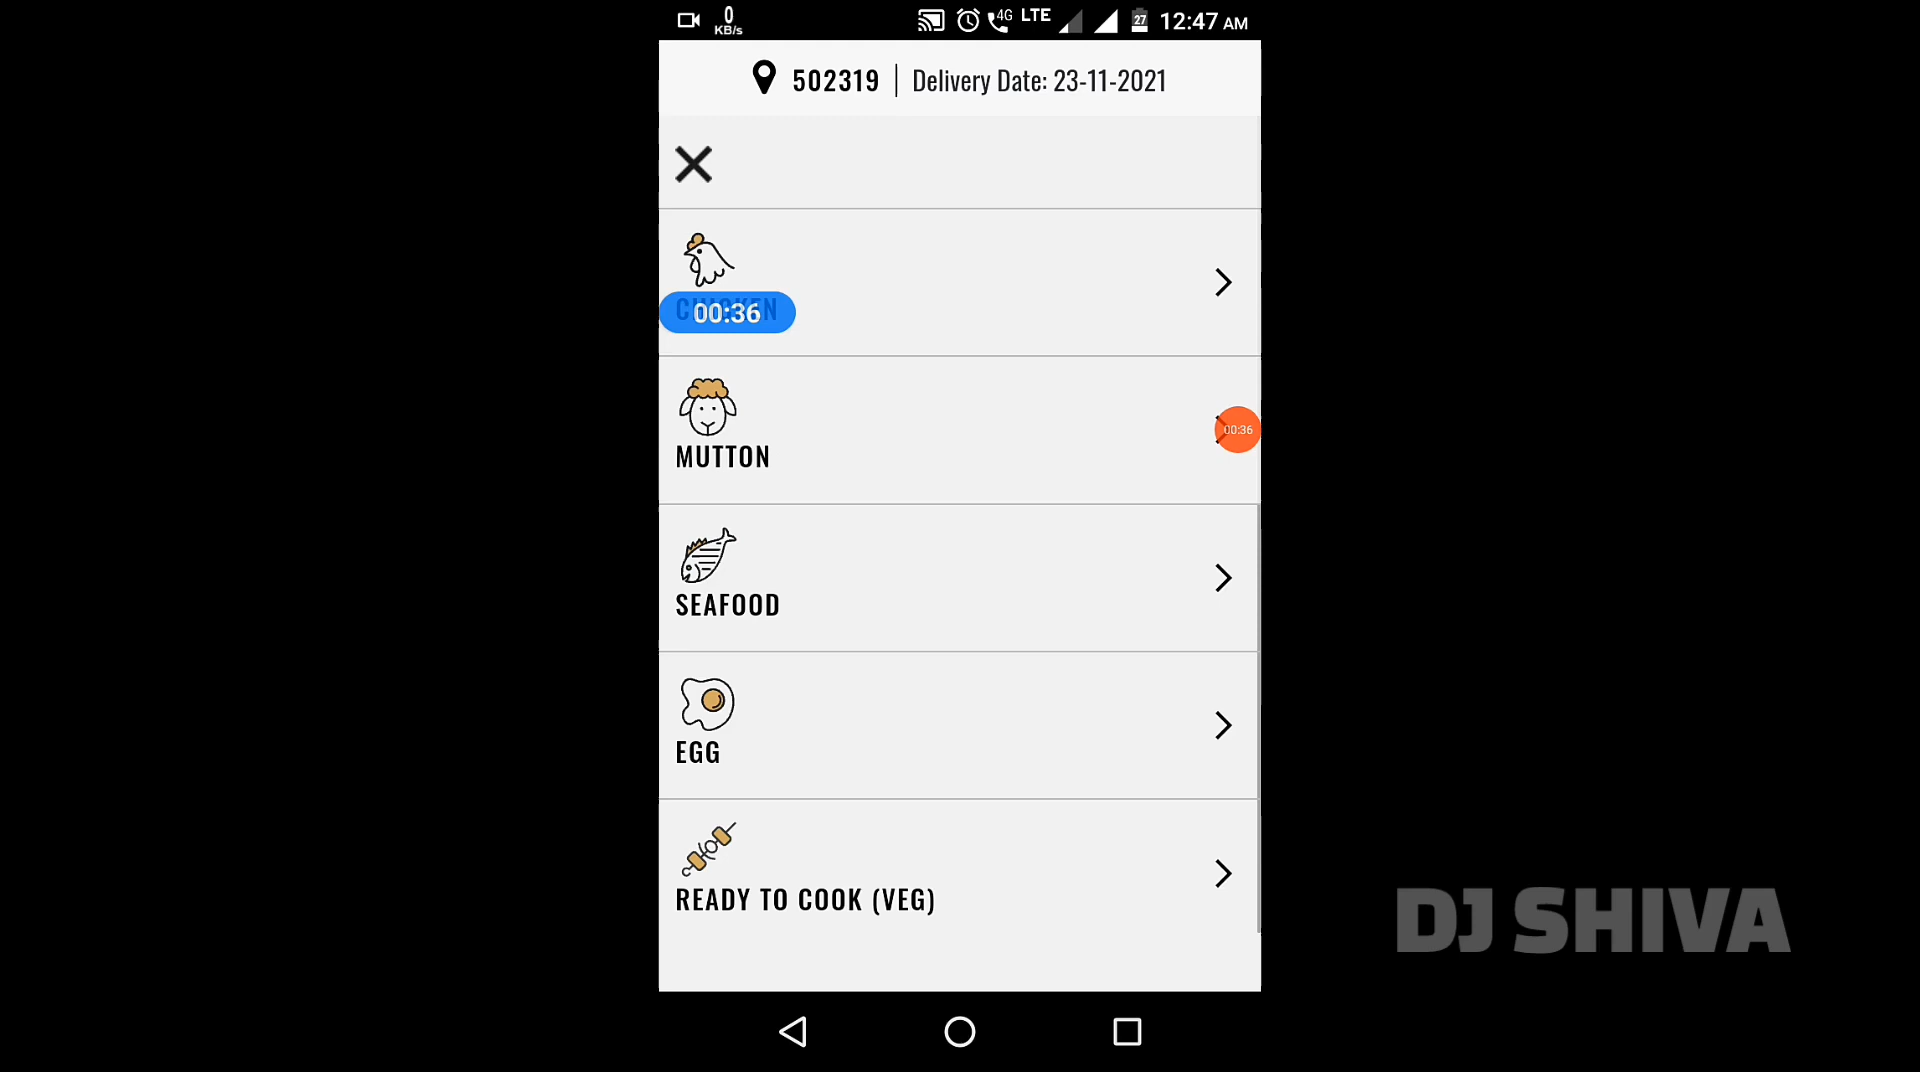 0
KB/s
4G LTE
27
12:47 AM
502319 | Delivery Date: 23-11-2021
CHICKEN
00:36
MUTTON
00:36
SEAFOOD
EGG
READY TO COOK (VEG)
DJ SHIVA